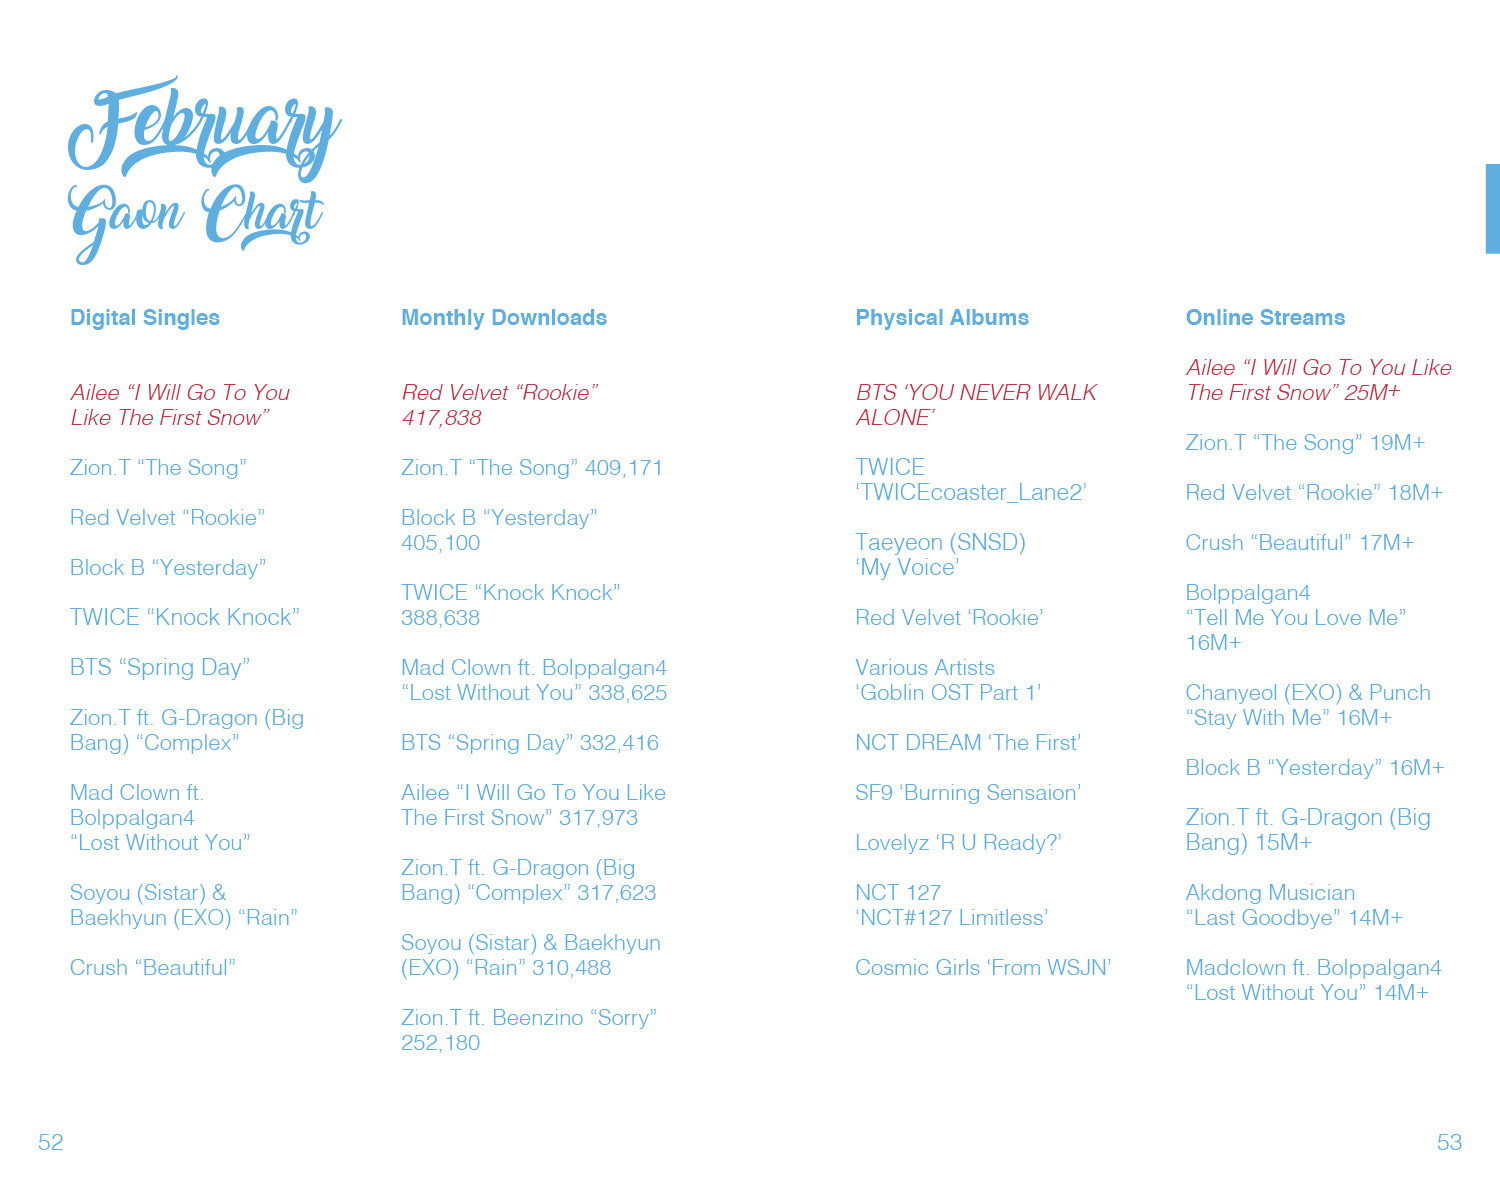 February
Gaon Chart
Digital Singles
Ailee “I Will Go To You
Like The First Snow”
Zion.T “The Song”
Red Velvet “Rookie”
Block B “Yesterday”
TWICE “Knock Knock”
BTS “Spring Day”
Zion.T ft. G-Dragon (Big
Bang) “Complex”
Mad Clown ft.
Bolppalgan4
“Lost Without You”
Soyou (Sistar) &
Baekhyun (EXO) “Rain”
Crush “Beautiful”
Monthly Downloads
Red Velvet “Rookie”
417,838
Zion.T “The Song” 409,171
Block B “Yesterday”
405,100
TWICE “Knock Knock”
388,638
Mad Clown ft. Bolppalgan4
“Lost Without You” 338,625
BTS “Spring Day” 332,416
Ailee “I Will Go To You Like
The First Snow” 317,973
Zion.T ft. G-Dragon (Big
Bang) “Complex” 317,623
Soyou (Sistar) & Baekhyun
(EXO) “Rain” 310,488
Zion.T ft. Beenzino “Sorry”
252,180
Physical Albums
BTS ‘YOU NEVER WALK
ALONE’
TWICE
‘TWICEcoaster_Lane2’
Taeyeon (SNSD)
‘My Voice’
Red Velvet ‘Rookie’
Various Artists
‘Goblin OST Part 1’
NCT DREAM ‘The First’
SF9 ‘Burning Sensaion’
Lovelyz ‘R U Ready?’
NCT 127
‘NCT#127 Limitless’
Cosmic Girls ‘From WSJN’
Online Streams
Ailee “I Will Go To You Like
The First Snow” 25M+
Zion.T “The Song” 19M+
Red Velvet “Rookie” 18M+
Crush “Beautiful” 17M+
Bolppalgan4
“Tell Me You Love Me”
16M+
Chanyeol (EXO) & Punch
“Stay With Me” 16M+
Block B “Yesterday” 16M+
Zion.T ft. G-Dragon (Big
Bang) 15M+
Akdong Musician
“Last Goodbye” 14M+
Madclown ft. Bolppalgan4
“Lost Without You” 14M+
52
53